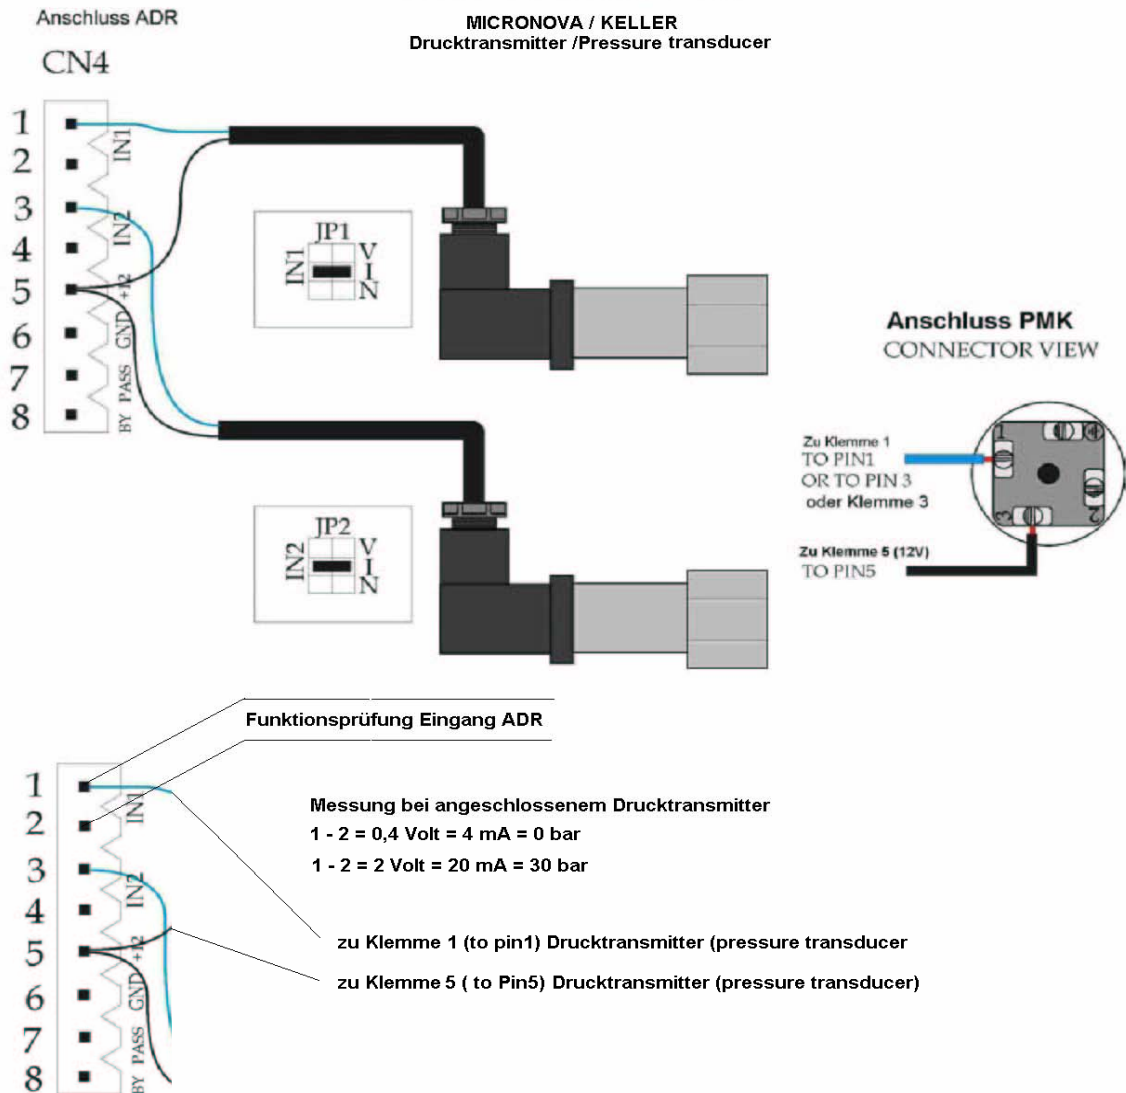 Anschluss ADR
MICRONOVA / KELLER
Drucktransmitter /Pressure transducer
CN4
1
2
3
4
5
6
7
8
IN1
IN2
+12
GND
BY PASS
JP1
IN1
V
I
N
JP2
IN2
V
I
N
Anschluss PMK
CONNECTOR VIEW
Zu Klemme 1
TO PIN1
OR TO PIN 3
oder Klemme 3
Zu Klemme 5 (12V)
TO PIN5
1
2
3
Funktionsprüfung Eingang ADR
1
2
3
4
5
6
7
8
IN1
IN2
+12
GND
BY PASS
Messung bei angeschlossenem Drucktransmitter
1 - 2 = 0,4 Volt = 4 mA = 0 bar
1 - 2 = 2 Volt = 20 mA = 30 bar
zu Klemme 1 (to pin1) Drucktransmitter (pressure transducer
zu Klemme 5 ( to Pin5) Drucktransmitter (pressure transducer)